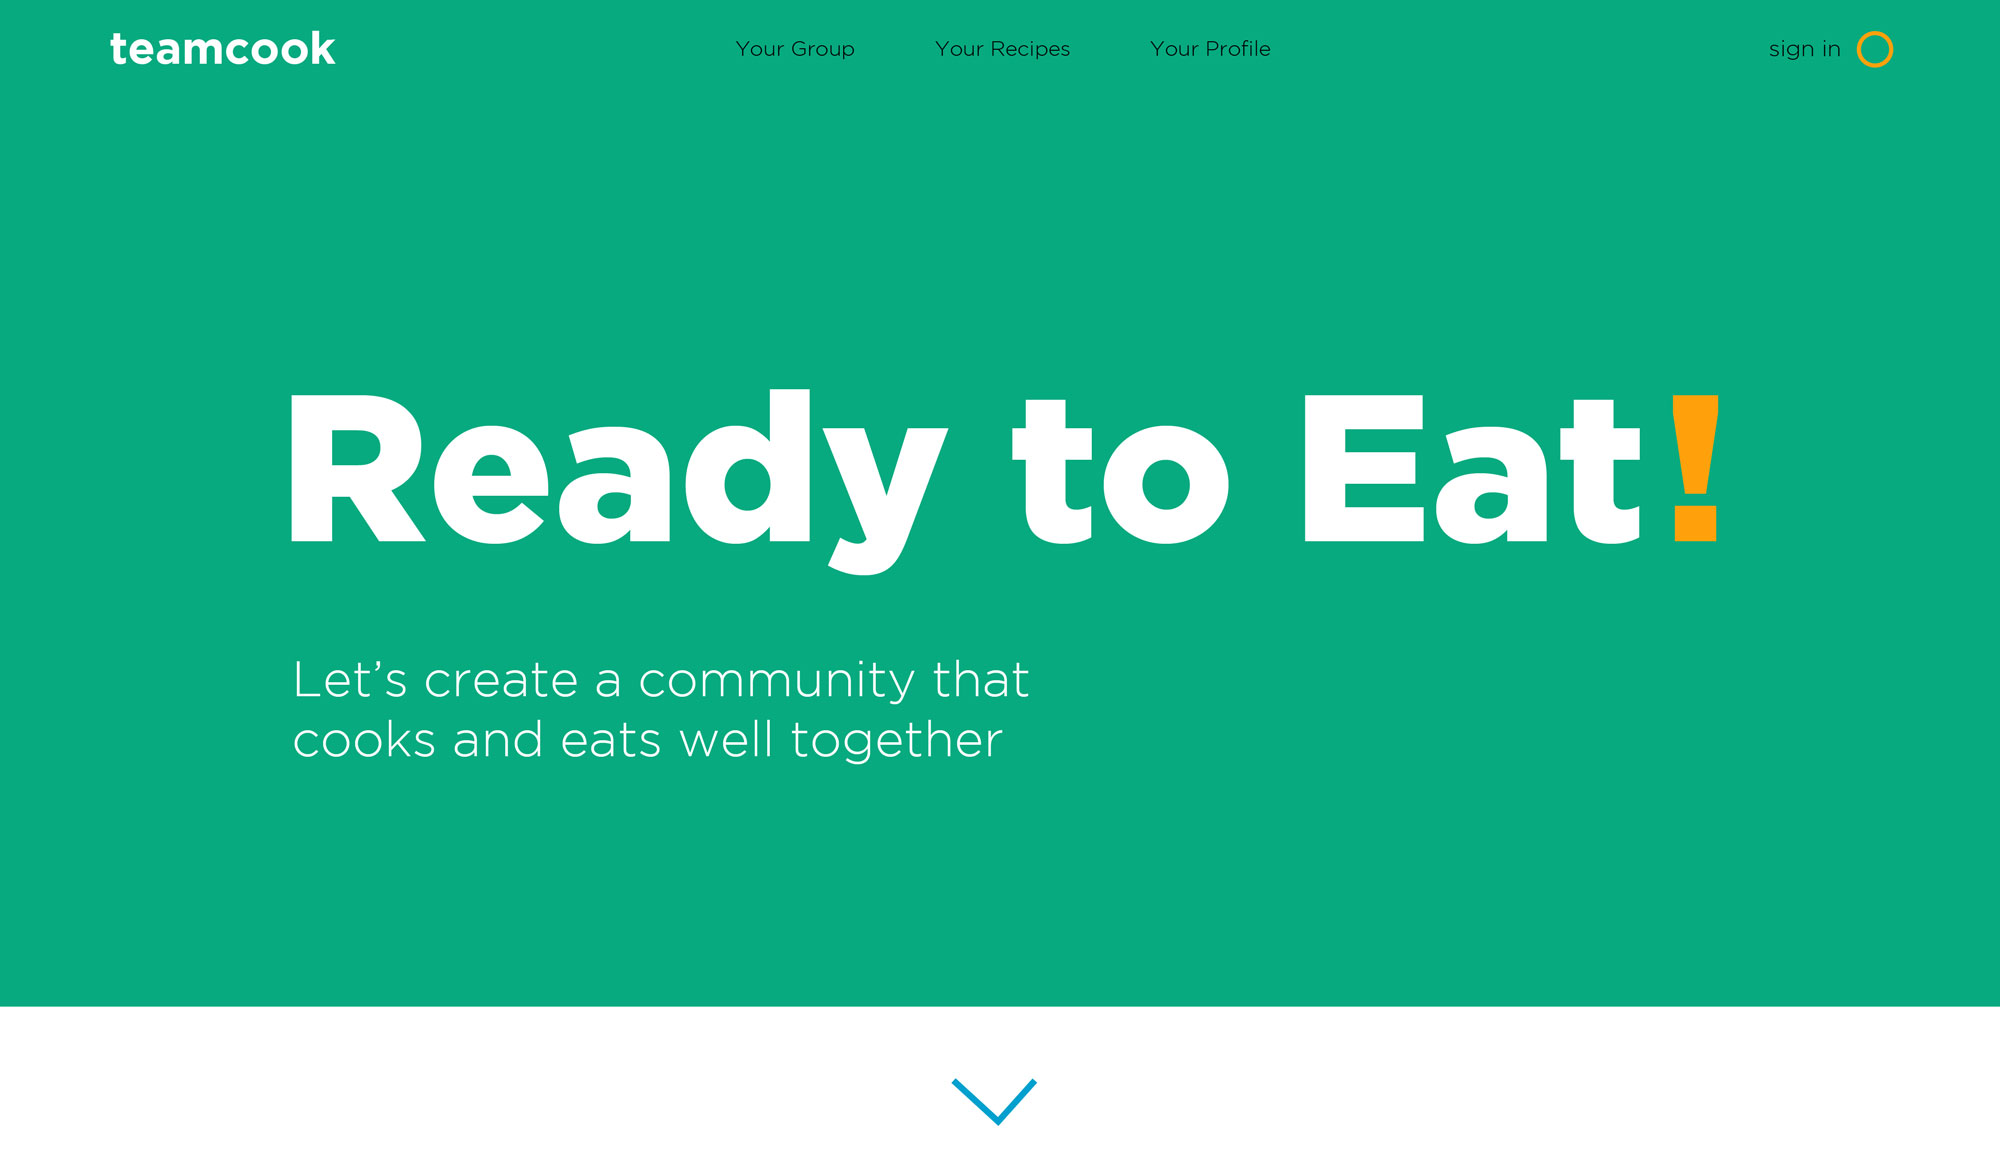 teamcook
Your Group
Your Recipes
Your Profile
sign in
Ready to Eat!
Let’s create a community that
cooks and eats well together